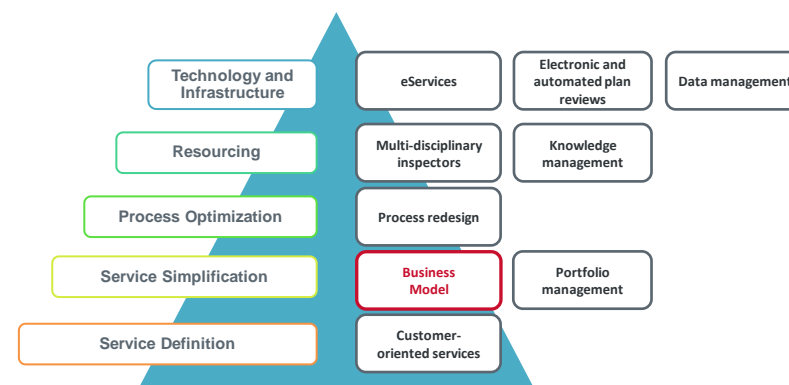 Technology and
Infrastructure
eServices
Electronic and
automated plan
reviews
Data management
Resourcing
Multi-disciplinary
inspectors
Knowledge
management
Process Optimization
Process redesign
Service Simplification
Business
Model
Portfolio
management
Service Definition
Customer-
oriented services